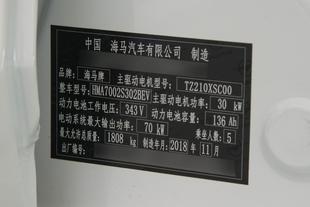 中国 海马汽车有限公司 制造
品牌: 海马牌 主驱动电机型号: TZ210XSC00
整车型号: HMA7002S302BEV 主驱动电机功率: 30 kW
动力电池工作电压: 343 V 动力电池容量: 136 Ah
电动系统最大输出功率: 70 kW 乘坐人数: 5
最大允许总质量: 1808 kg 制造年月: 2018 年 11 月
出厂编号: